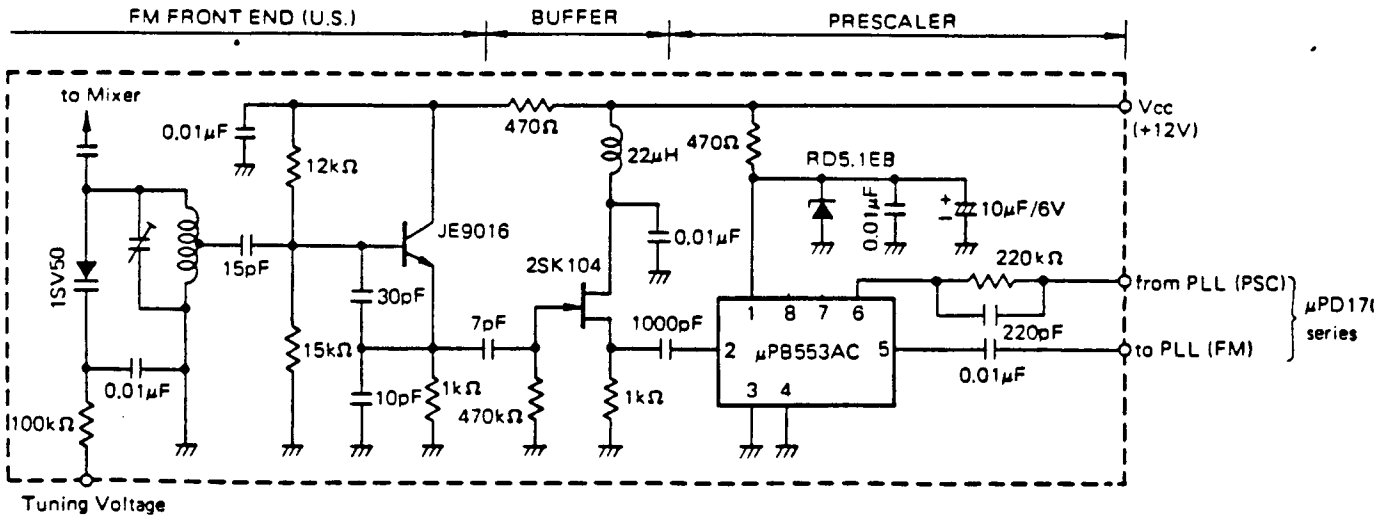 FM FRONT END (U.S.)
BUFFER
PRESCALER
to Mixer
0.01μF
470Ω
Vcc
(+12V)
12kΩ
22μH
470Ω
RD5.1EB
0.01μF
10μF/6V
JE9016
0.01μF
1SV50
15pF
2SK104
220kΩ
from PLL (PSC)
30pF
7pF
1000pF
1 8 7 6
220pF
μPD170
series
15kΩ
2 μPB553AC 5
to PLL (FM)
0.01μF
0.01μF
10pF
1kΩ
470kΩ
1kΩ
3 4
100kΩ
Tuning Voltage